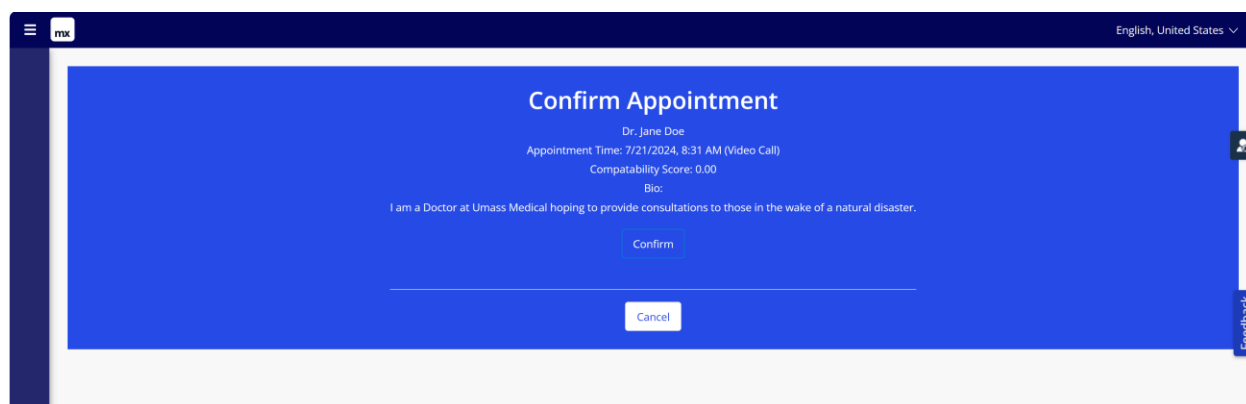 mx
English, United States
Confirm Appointment
Dr. Jane Doe
Appointment Time: 7/21/2024, 8:31 AM (Video Call)
Compatability Score: 0.00
Bio:
I am a Doctor at Umass Medical hoping to provide consultations to those in the wake of a natural disaster.
Confirm
Cancel
Feedback